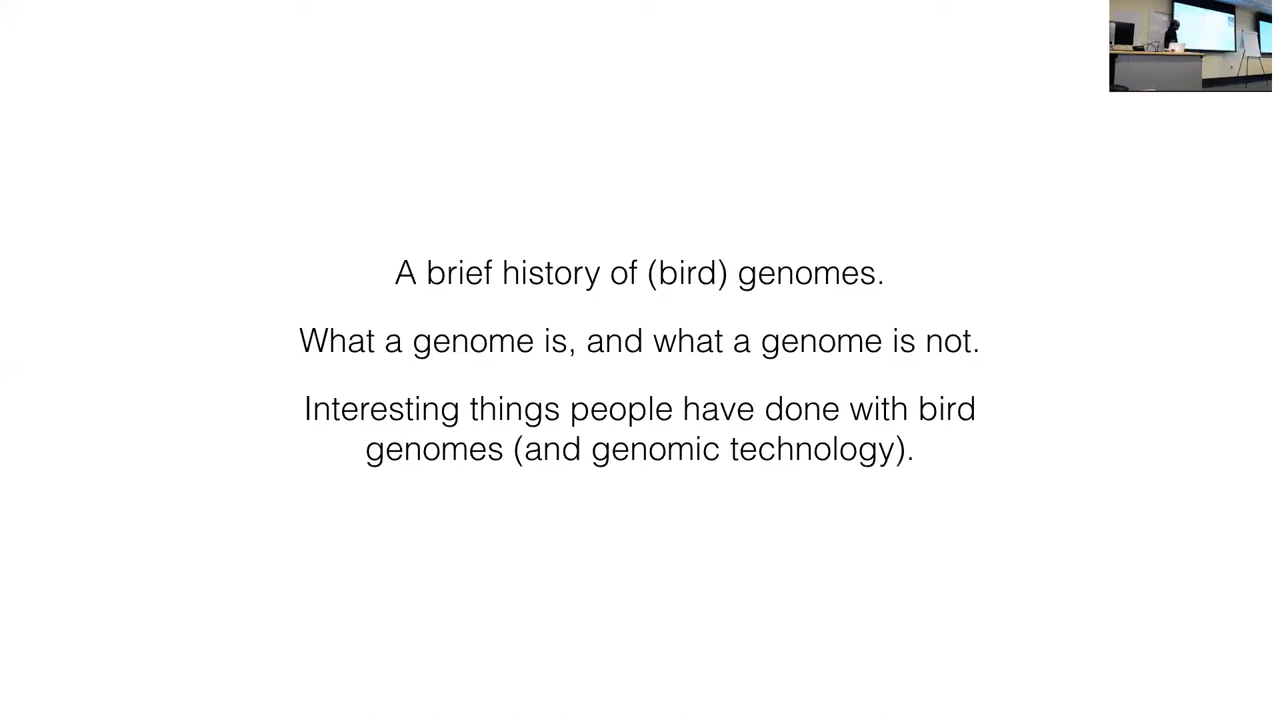 A brief history of (bird) genomes.
What a genome is, and what a genome is not.
Interesting things people have done with bird
genomes (and genomic technology).